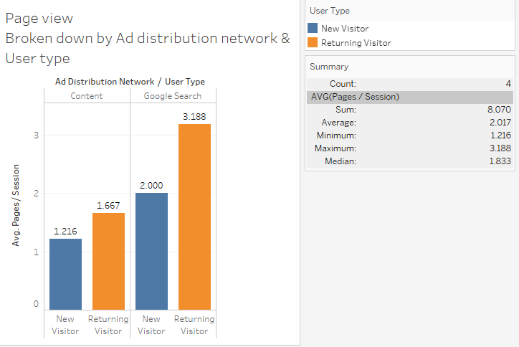 Page view
Broken down by Ad distribution network &
User type
Ad Distribution Network / User Type
Content
Google Search
Avg. Pages / Session
3
2
1
0
1.216
1.667
2.000
3.188
New
Visitor
Returning
Visitor
New
Visitor
Returning
Visitor
User Type
New Visitor
Returning Visitor
Summary
Count: 4
AVG(Pages / Session)
Sum: 8.070
Average: 2.017
Minimum: 1.216
Maximum: 3.188
Median: 1.833